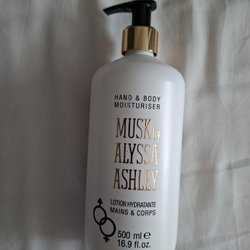 HAND & BODY
MOISTURISER
MUSK by
ALYSSA
ASHLEY
LOTION HYDRATANTE
MAINS & CORPS
500 ml e
16.9 fl.oz.